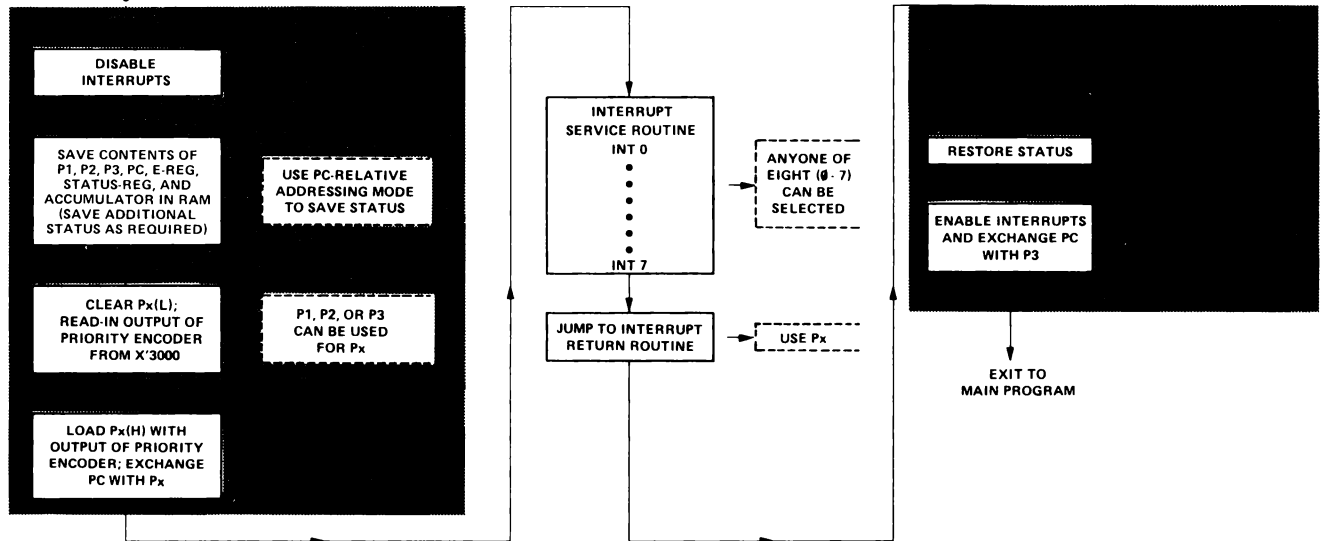 DISABLE
INTERRUPTS
SAVE CONTENTS OF
P1, P2, P3, PC, E-REG,
STATUS-REG, AND
ACCUMULATOR IN RAM
(SAVE ADDITIONAL
STATUS AS REQUIRED)
USE PC-RELATIVE
ADDRESSING MODE
TO SAVE STATUS
CLEAR Px(L);
READ-IN OUTPUT OF
PRIORITY ENCODER
FROM X'3000
P1, P2, OR P3
CAN BE USED
FOR Px
LOAD Px(H) WITH
OUTPUT OF PRIORITY
ENCODER; EXCHANGE
PC WITH Px
INTERRUPT
SERVICE ROUTINE
INT 0
INT 7
ANYONE OF
EIGHT (0 - 7)
CAN BE
SELECTED
JUMP TO INTERRUPT
RETURN ROUTINE
USE Px
RESTORE STATUS
ENABLE INTERRUPTS
AND EXCHANGE PC
WITH P3
EXIT TO
MAIN PROGRAM